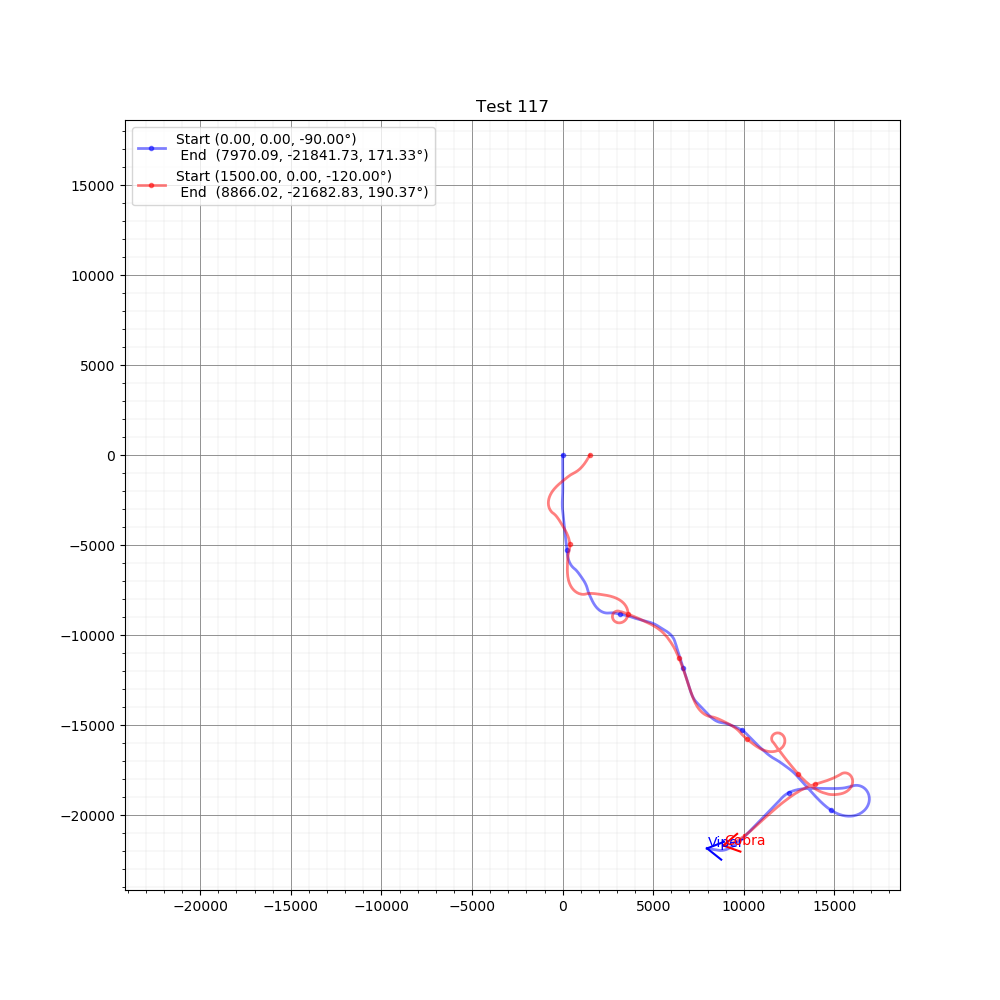 Test 117
Start (0.00, 0.00, -90.00°)
End  (7970.09, -21841.73, 171.33°)
Start (1500.00, 0.00, -120.00°)
End  (8866.02, -21682.83, 190.37°)
15000
10000
5000
0
−5000
−10000
−15000
−20000
Viper
Cobra
−20000 −15000 −10000 −5000 0 5000 10000 15000